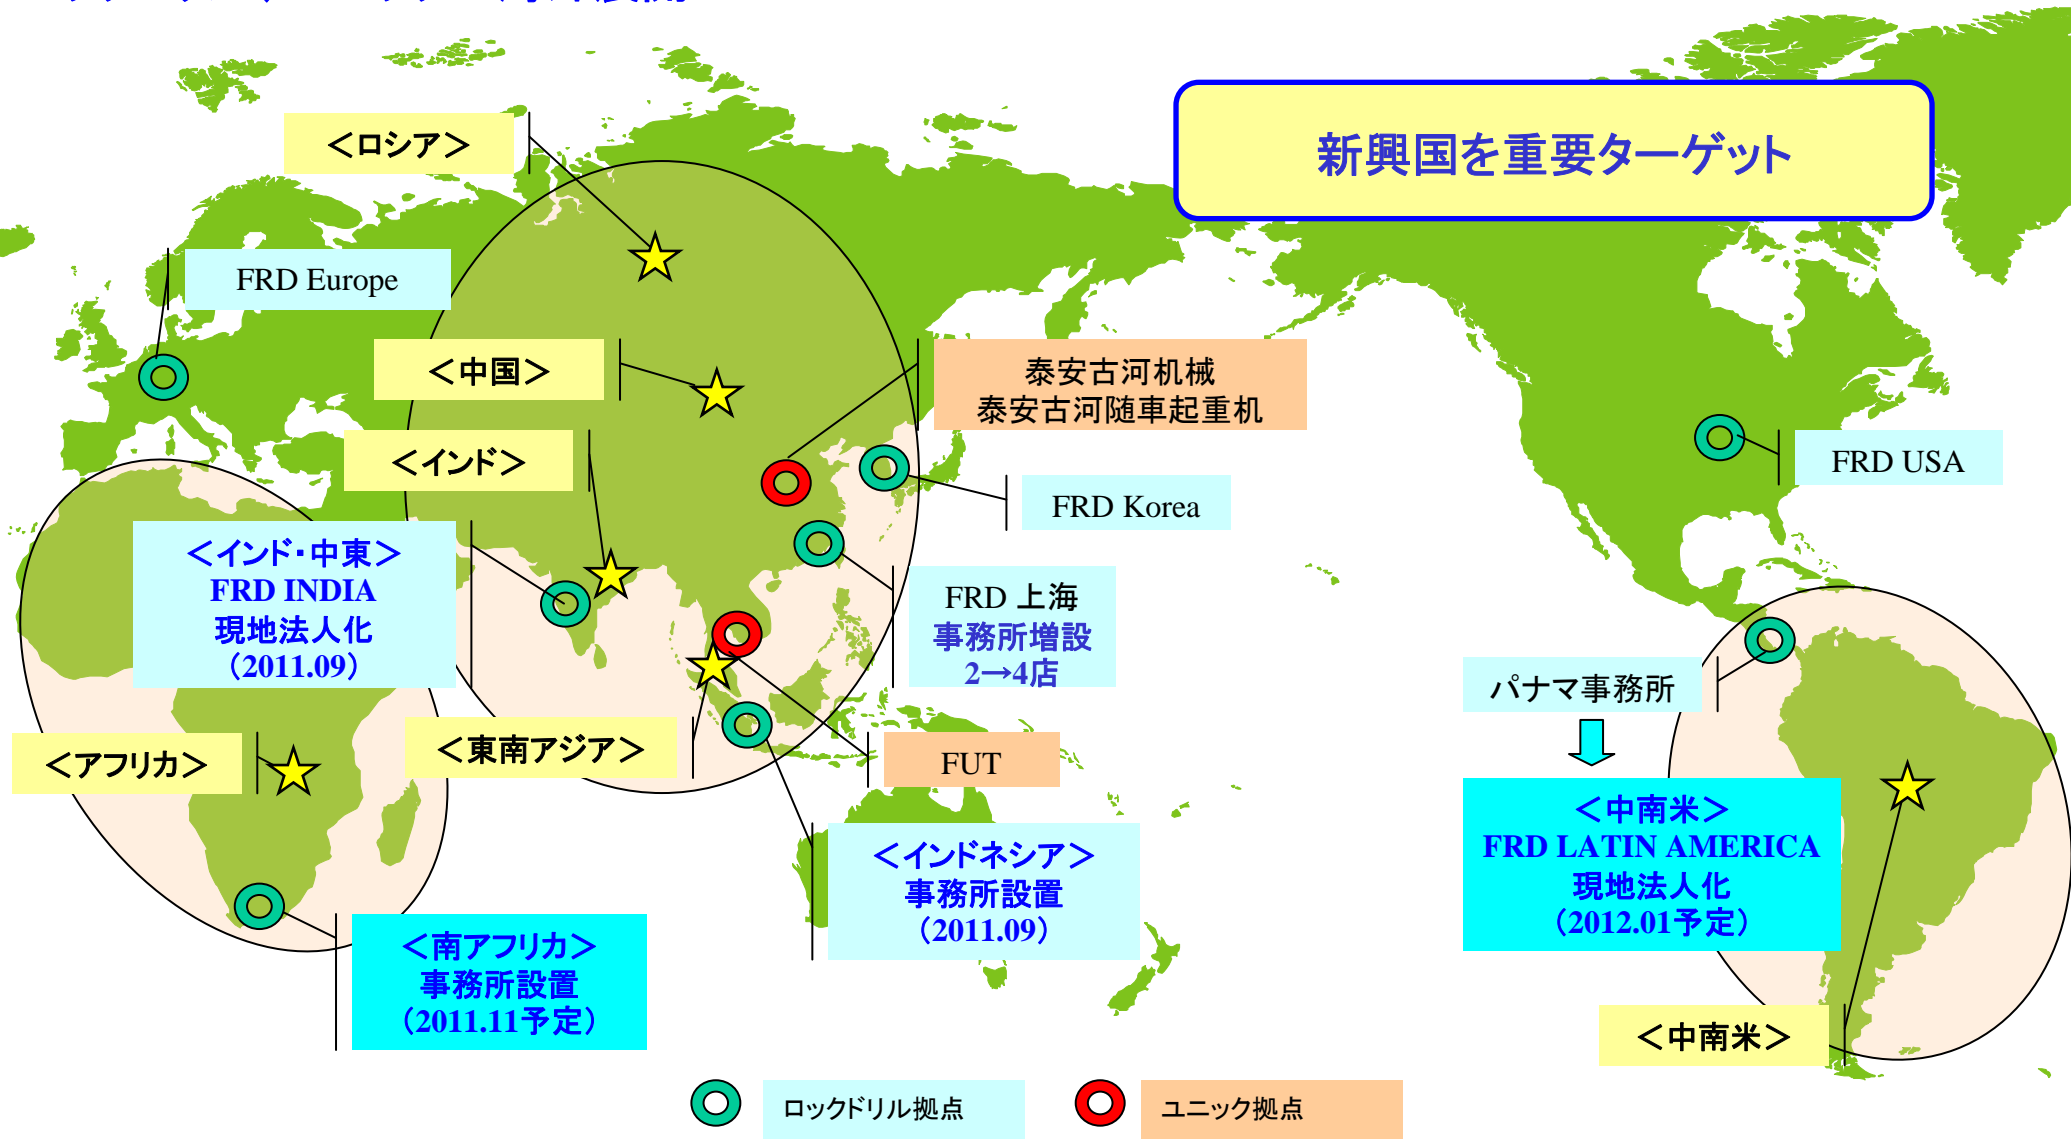 新興国を重要ターゲット
＜ロシア＞
FRD Europe
＜中国＞
泰安古河机械
泰安古河随車起重机
＜インド＞
FRD USA
FRD Korea
＜インド・中東＞
FRD INDIA
現地法人化
（2011.09）
FRD 上海
事務所増設
2→4店
パナマ事務所
＜東南アジア＞
＜アフリカ＞
FUT
＜中南米＞
FRD LATIN AMERICA
現地法人化
（2012.01予定）
＜インドネシア＞
事務所設置
（2011.09）
＜南アフリカ＞
事務所設置
（2011.11予定）
＜中南米＞
ロックドリル拠点
ユニック拠点